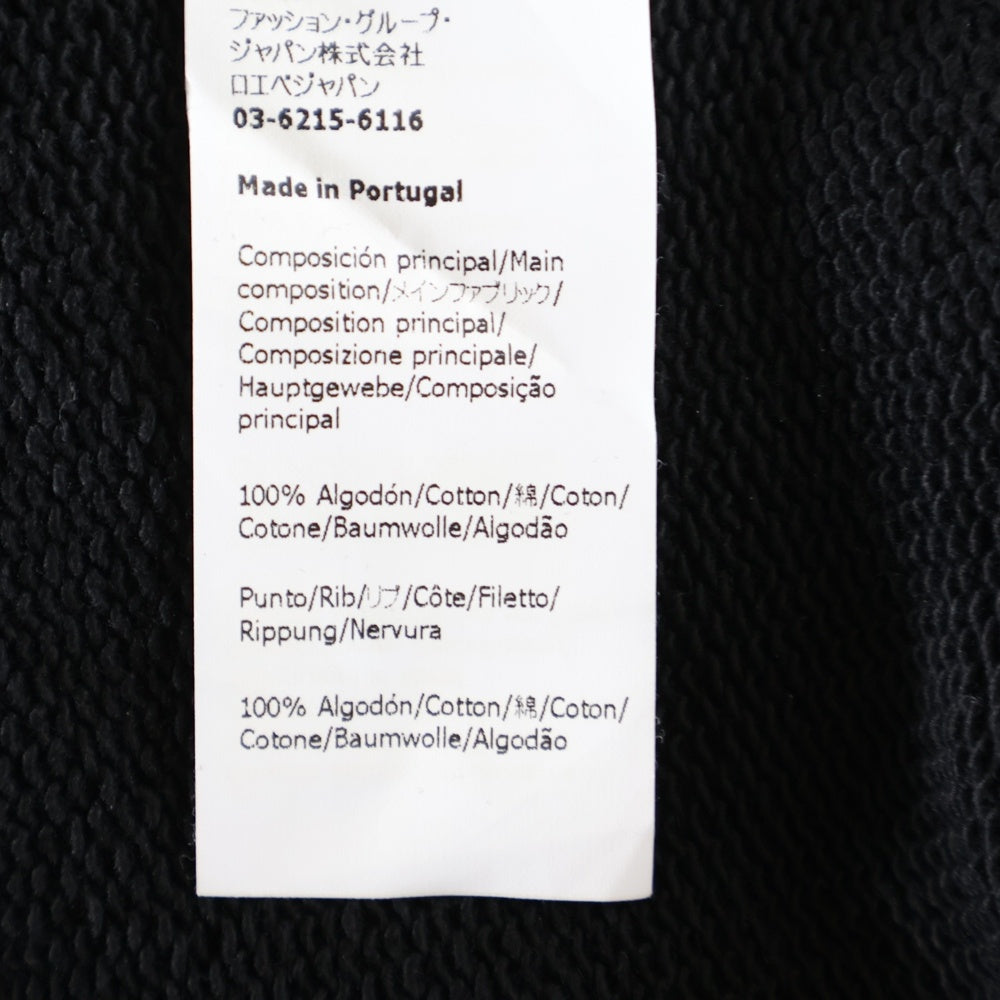 ファッション・グループ・
ジャパン株式会社
ロエベジャパン
03-6215-6116
Made in Portugal
Composición principal/Main
composition/メインファブリック/
Composition principal/
Composizione principale/
Hauptgewebe/Composição
principal
100% Algodón/Cotton/綿/Coton/
Cotone/Baumwolle/Algodão
Punto/Rib/リブ/Côte/Filetto/
Rippung/Nervura
100% Algodón/Cotton/綿/Coton/
Cotone/Baumwolle/Algodão